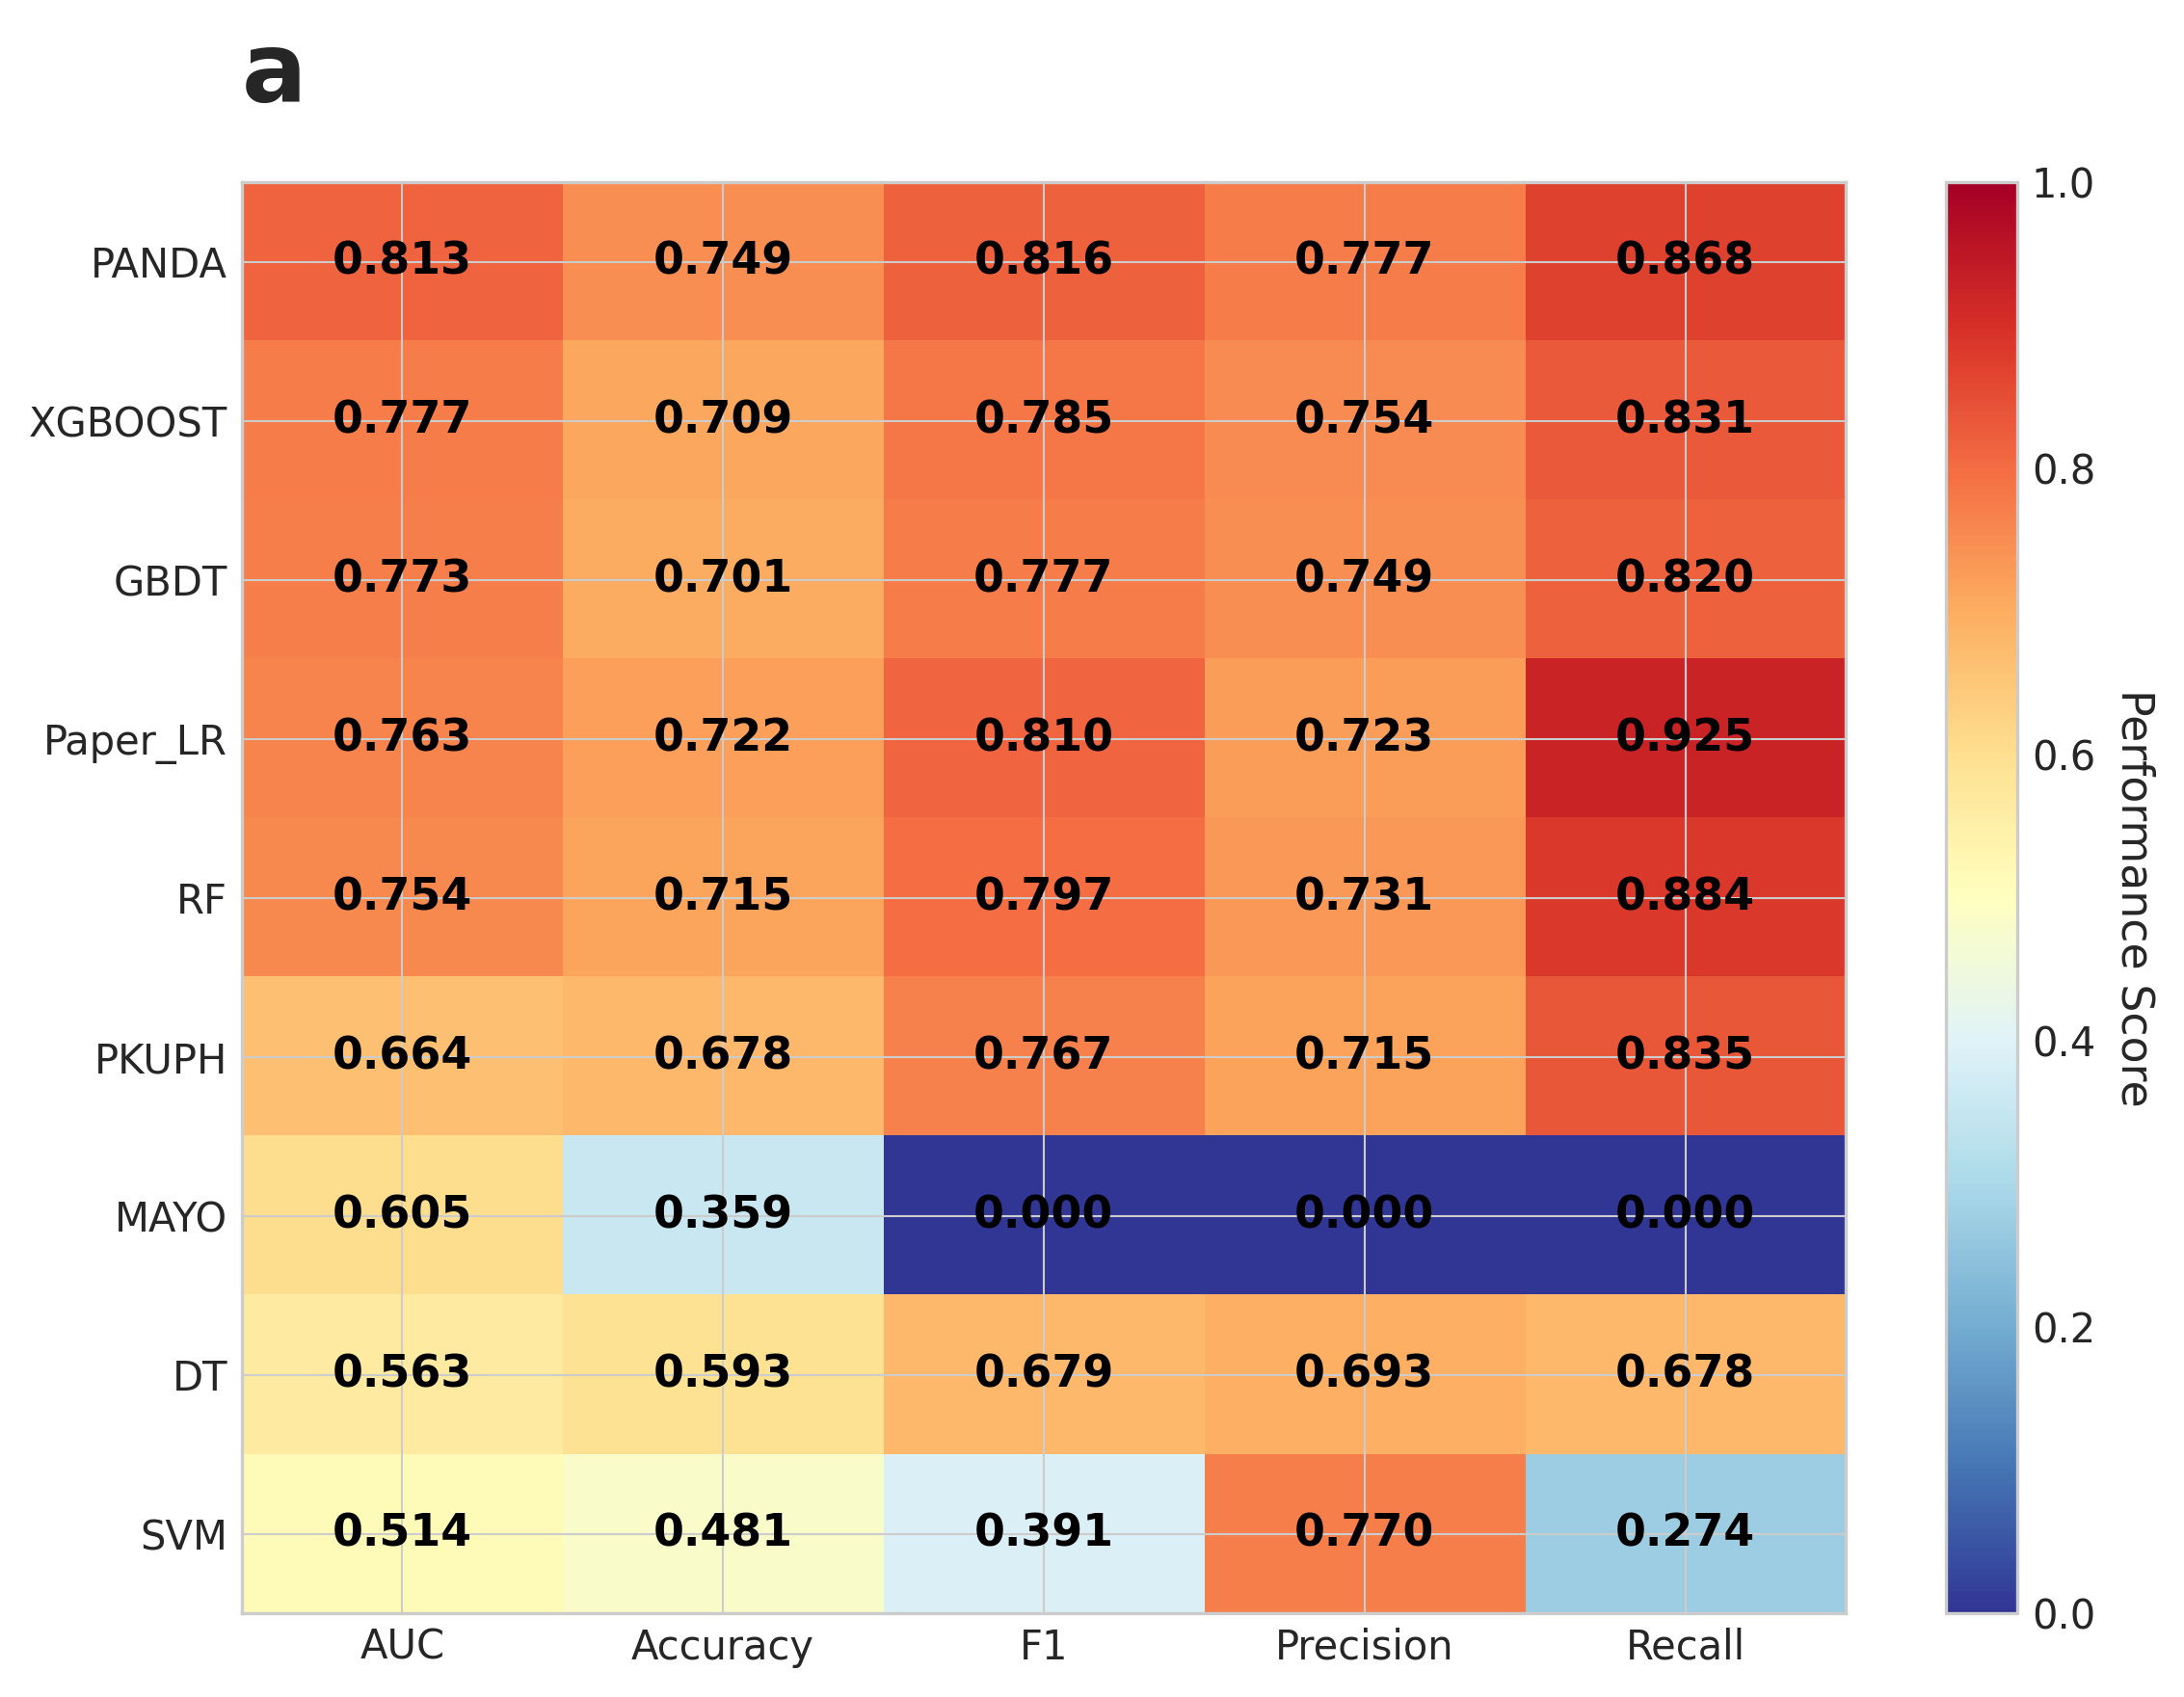 a
PANDA 0.813 0.749 0.816 0.777 0.868
XGBOOST 0.777 0.709 0.785 0.754 0.831
GBDT 0.773 0.701 0.777 0.749 0.820
Paper_LR 0.763 0.722 0.810 0.723 0.925
RF 0.754 0.715 0.797 0.731 0.884
PKUPH 0.664 0.678 0.767 0.715 0.835
MAYO 0.605 0.359 0.000 0.000 0.000
DT 0.563 0.593 0.679 0.693 0.678
SVM 0.514 0.481 0.391 0.770 0.274
AUC Accuracy F1 Precision Recall
1.0
0.8
0.6
0.4
0.2
0.0
Performance Score